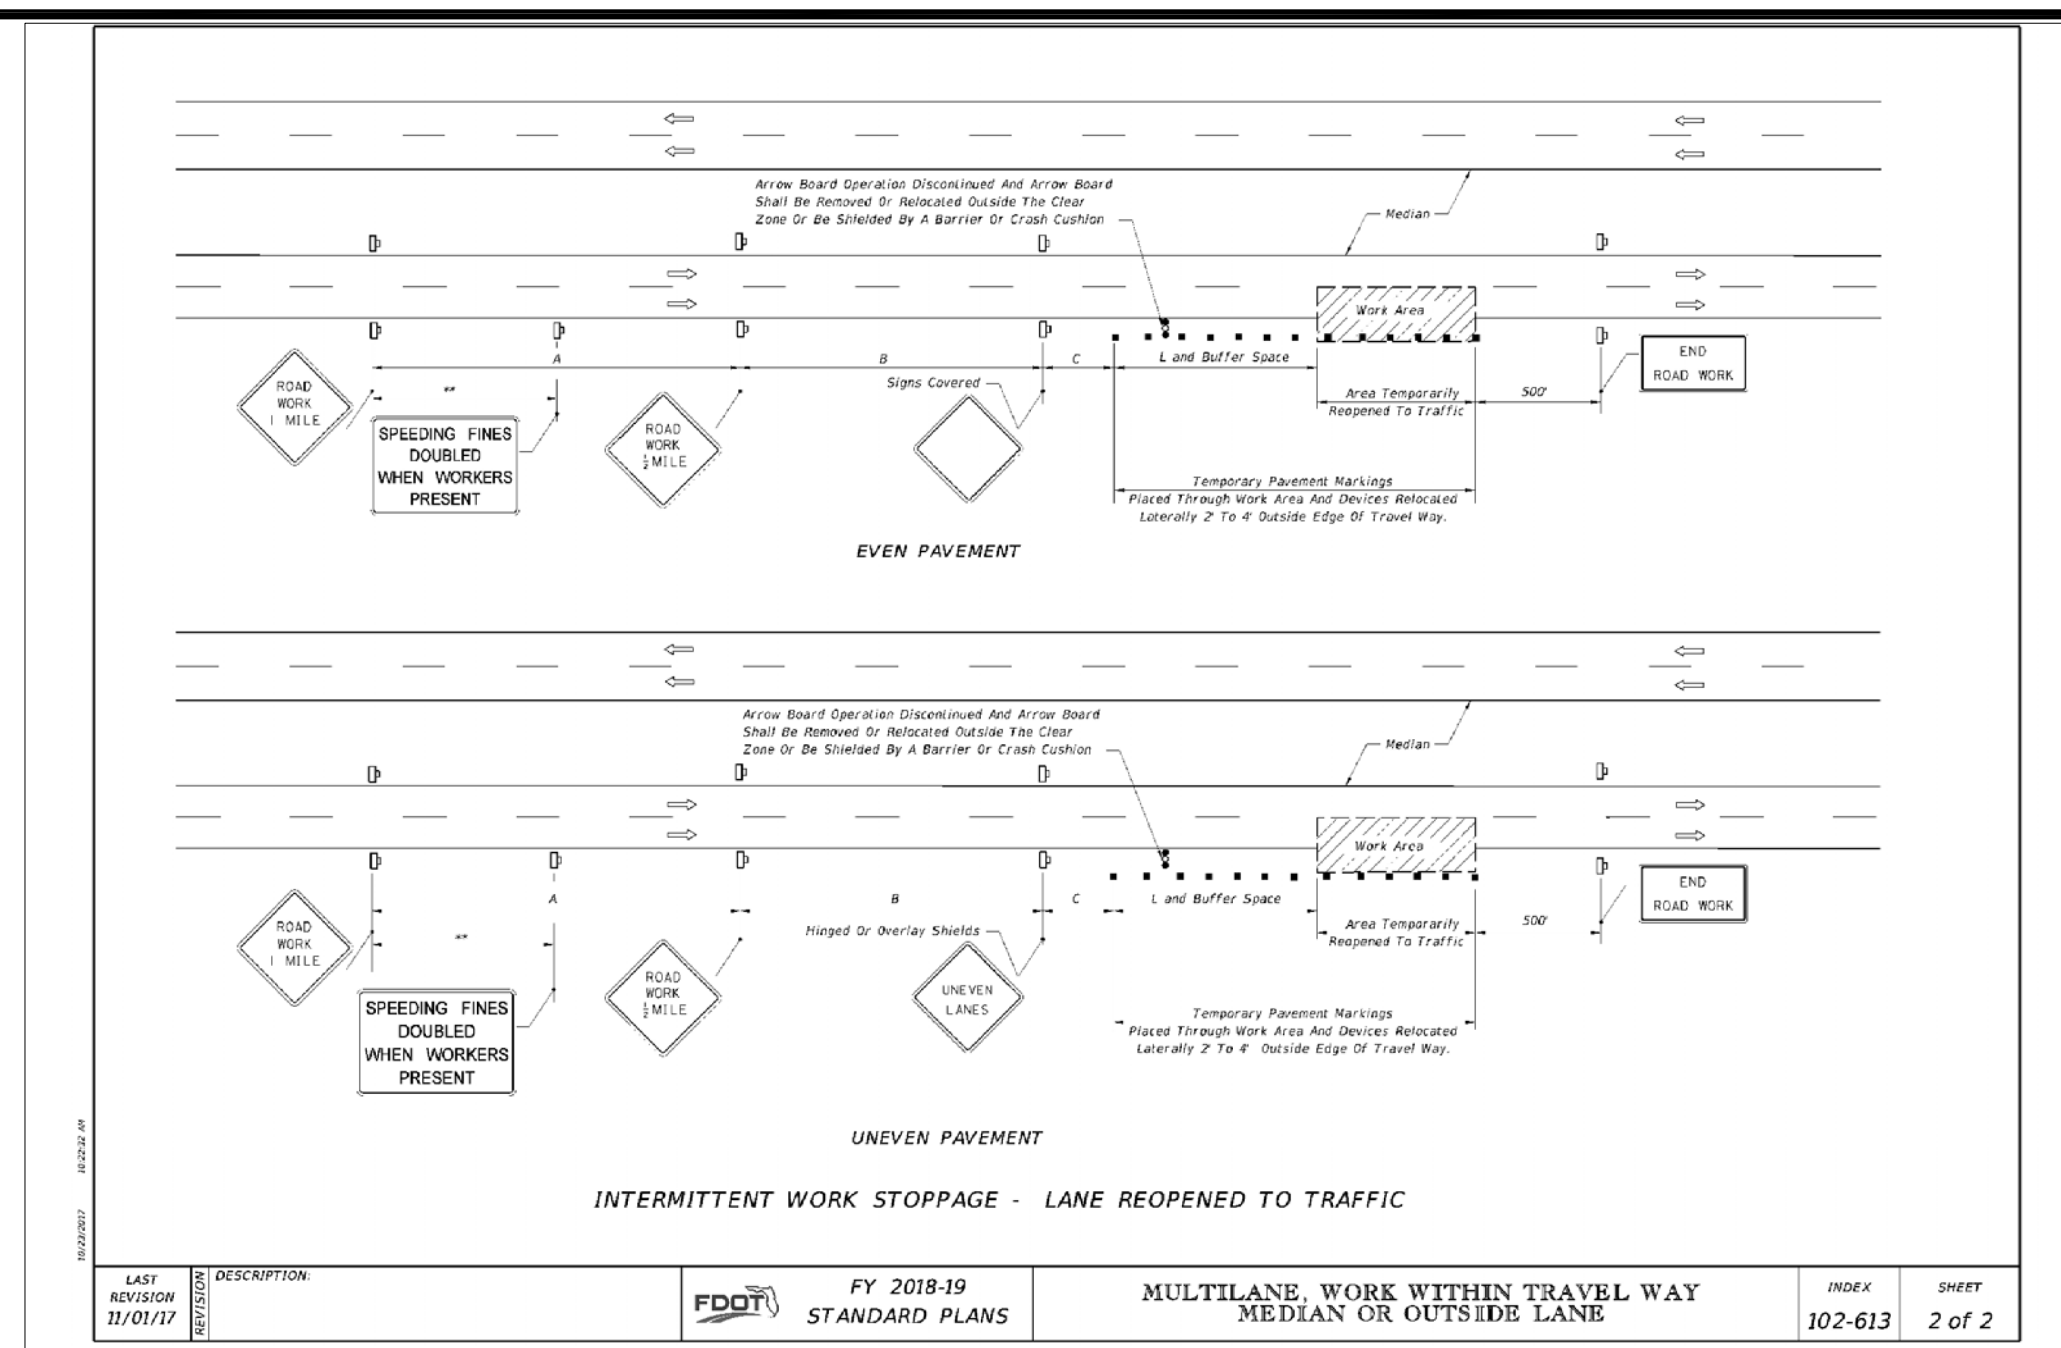 Arrow Board Operation Discontinued And Arrow Board
Shall Be Removed Or Relocated Outside The Clear
Zone Or Be Shielded By A Barrier Or Crash Cushion
Median
Work Area
A
B
C
L and Buffer Space
**
Signs Covered
Area Temporarily
Reopened To Traffic
500'
END
ROAD WORK
ROAD
WORK
1 MILE
SPEEDING FINES
DOUBLED
WHEN WORKERS
PRESENT
ROAD
WORK
½ MILE
Temporary Pavement Markings
Placed Through Work Area And Devices Relocated
Laterally 2' To 4' Outside Edge Of Travel Way.
EVEN PAVEMENT
Arrow Board Operation Discontinued And Arrow Board
Shall Be Removed Or Relocated Outside The Clear
Zone Or Be Shielded By A Barrier Or Crash Cushion
Median
Work Area
A
B
C
L and Buffer Space
**
Hinged Or Overlay Shields
Area Temporarily
Reopened To Traffic
500'
END
ROAD WORK
ROAD
WORK
1 MILE
SPEEDING FINES
DOUBLED
WHEN WORKERS
PRESENT
ROAD
WORK
½ MILE
UNEVEN
LANES
Temporary Pavement Markings
Placed Through Work Area And Devices Relocated
Laterally 2' To 4' Outside Edge Of Travel Way.
UNEVEN PAVEMENT
INTERMITTENT WORK STOPPAGE - LANE REOPENED TO TRAFFIC
10/23/2017 10:22:32 AM
LAST
REVISION
11/01/17
REVISION
DESCRIPTION:
FDOT
FY 2018-19
STANDARD PLANS
MULTILANE, WORK WITHIN TRAVEL WAY
MEDIAN OR OUTSIDE LANE
INDEX
102-613
SHEET
2 of 2